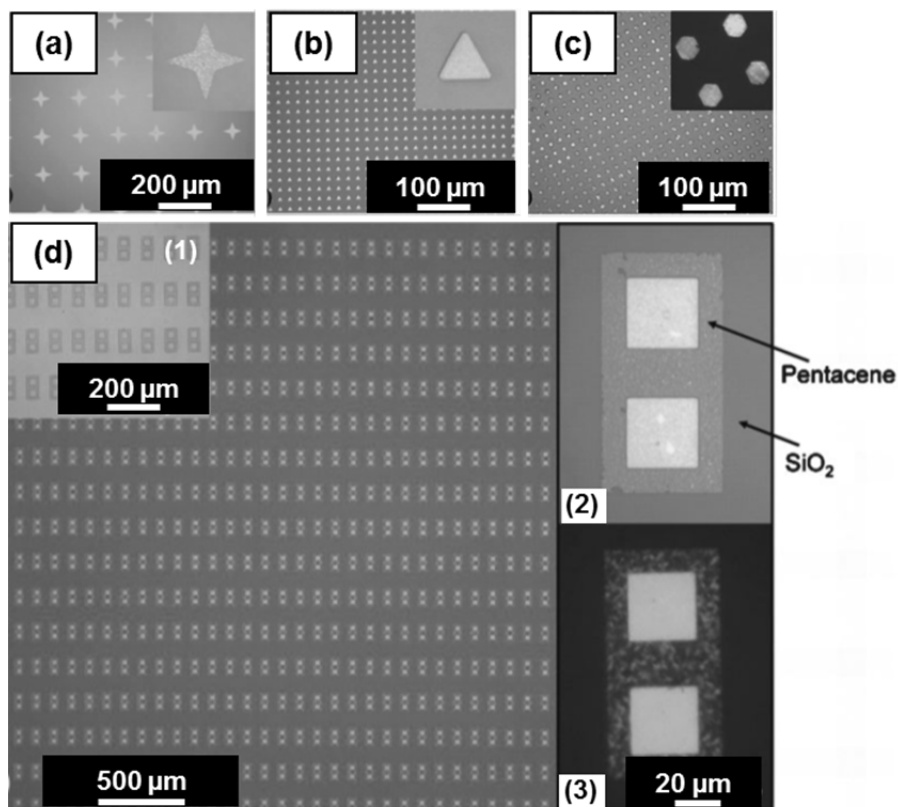 (a)
(b)
(c)
200 µm
100 µm
100 µm
(d)
(1)
200 µm
Pentacene
SiO₂
(2)
500 µm
(3)
20 µm